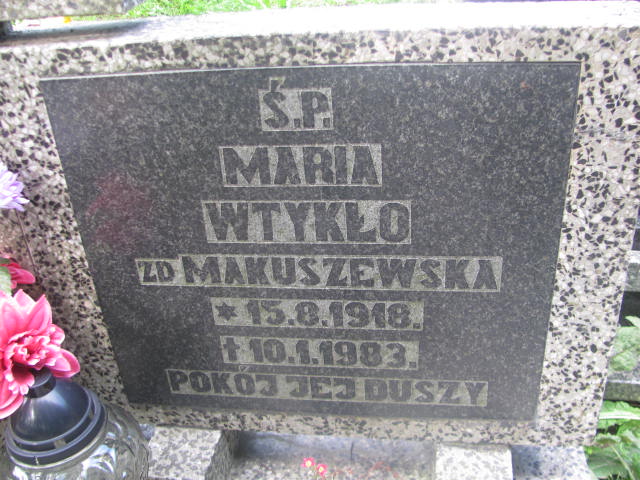 Ś.P.
MARIA
WTYKŁO
ZD MAKUSZEWSKA
* 15.8.1918.
† 10.1.1983.
POKÓJ JEJ DUSZY